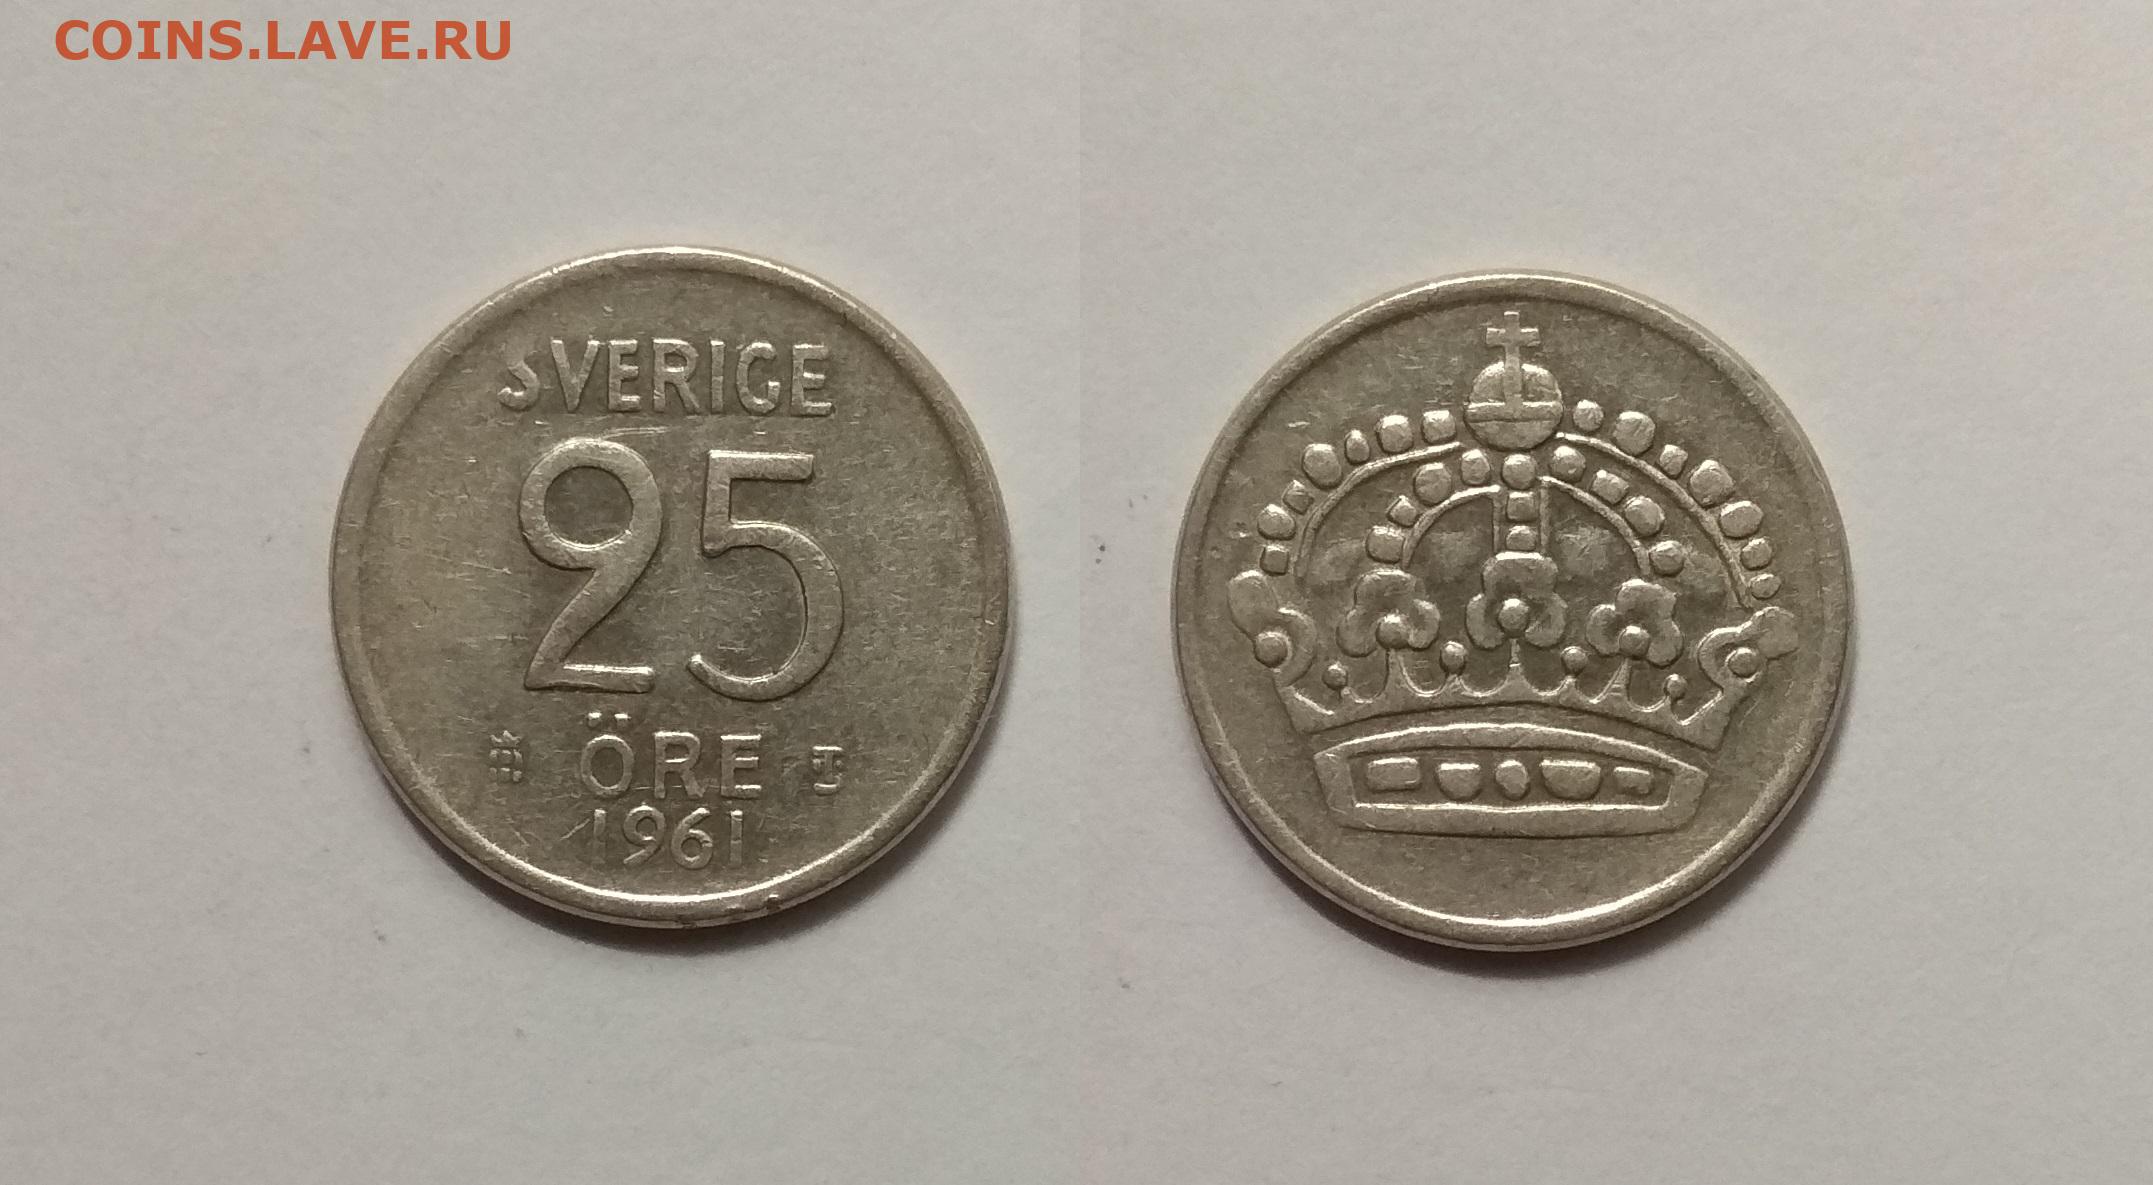 COINS.LAVE.RU
SVERIGE
25
ÖRE
1961